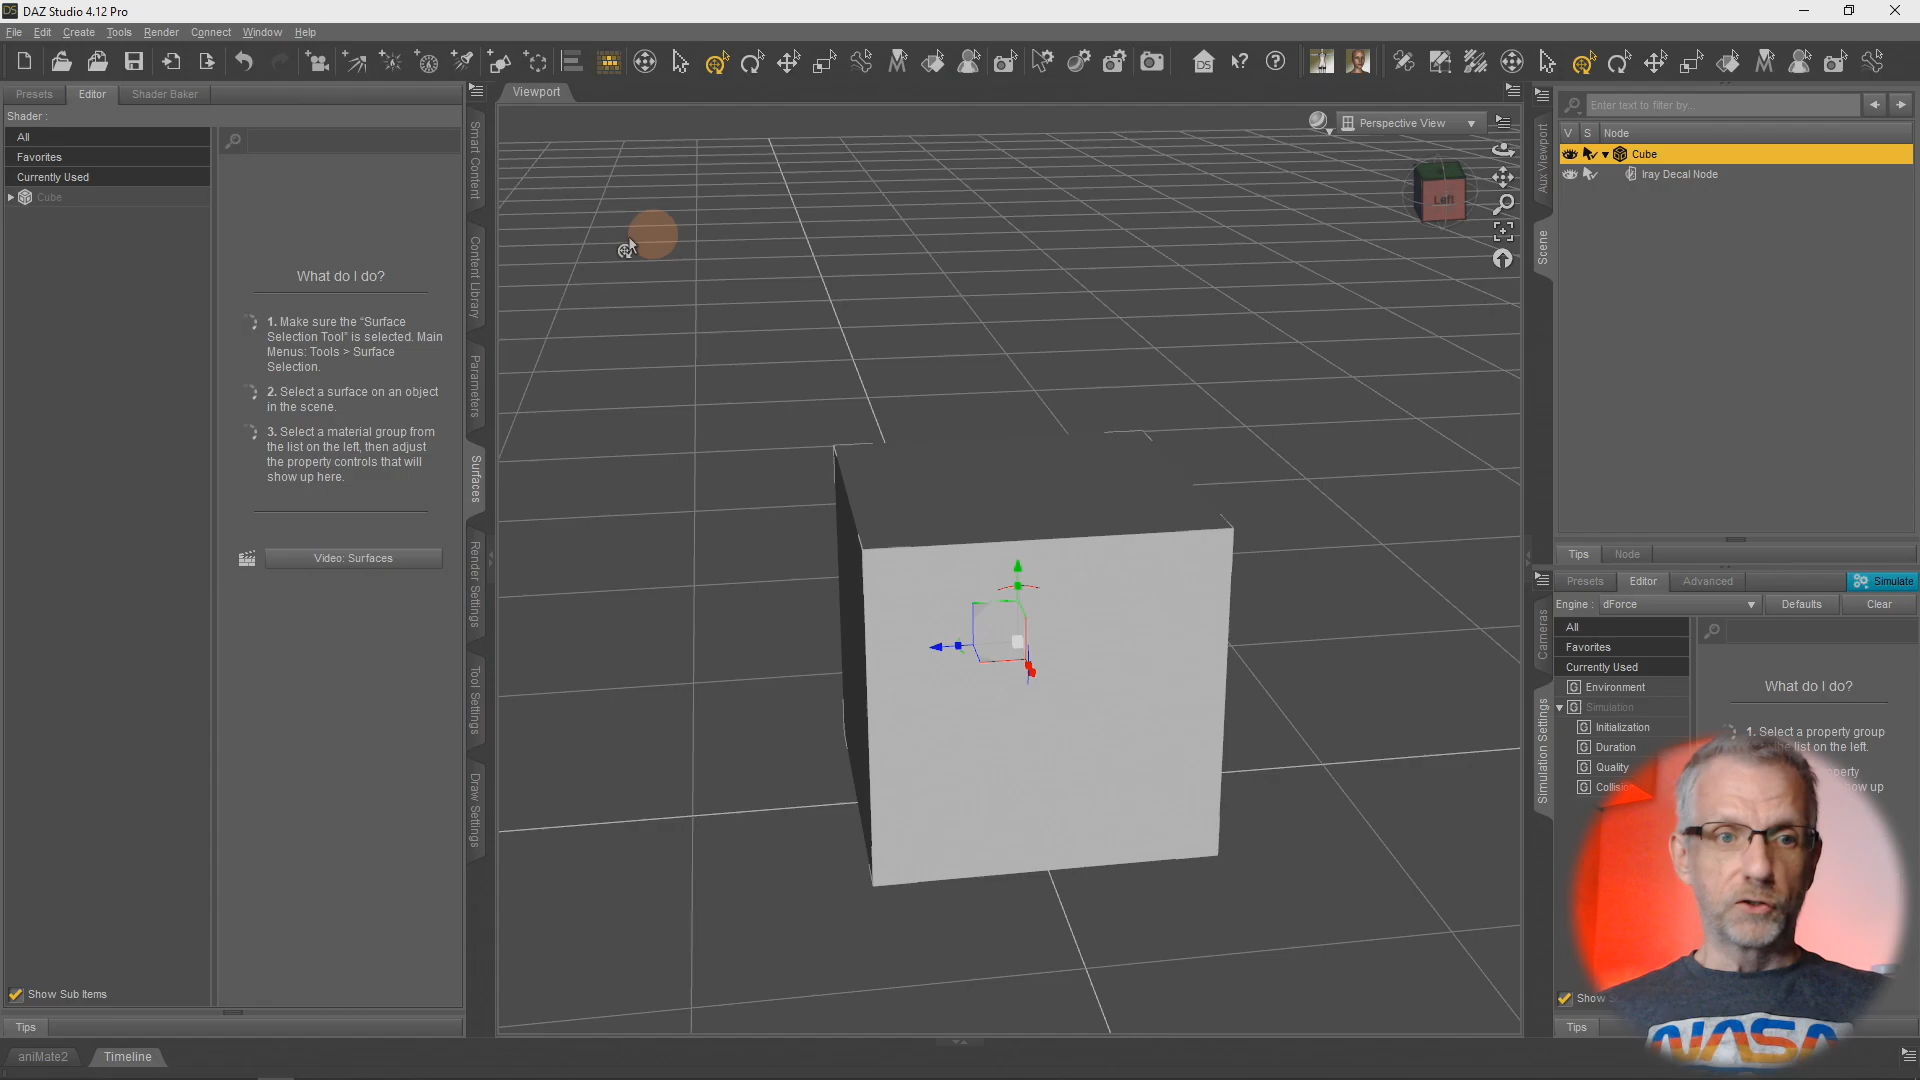 DAZ Studio 4.12 Pro
File Edit Create Tools Render Connect Window Help
Presets Editor Shader Baker
Shader :
All
Favorites
Currently Used
Cube
What do I do?
1. Make sure the "Surface
Selection Tool" is selected. Main
Menus: Tools > Surface
Selection.
2. Select a surface on an object
in the scene.
3. Select a material group from
the list on the left, then adjust
the property controls that will
show up here.
Video: Surfaces
Show Sub Items
Tips
aniMate2 Timeline
Smart Content
Content Library
Parameters
Surfaces
Render Settings
Tool Settings
Draw Settings
Viewport
Perspective View
Left
Aux Viewport
Scene
Enter text to filter by...
V S Node
Cube
Iray Decal Node
Tips Node
Presets Editor Advanced Simulate
Engine : dForce Defaults Clear
Cameras
Simulation Settings
All
Favorites
Currently Used
Environment
Simulation
Initialization
Duration
Quality
What do I do?
1. Select a property group
the list on the left.
Show
Tips
NASA